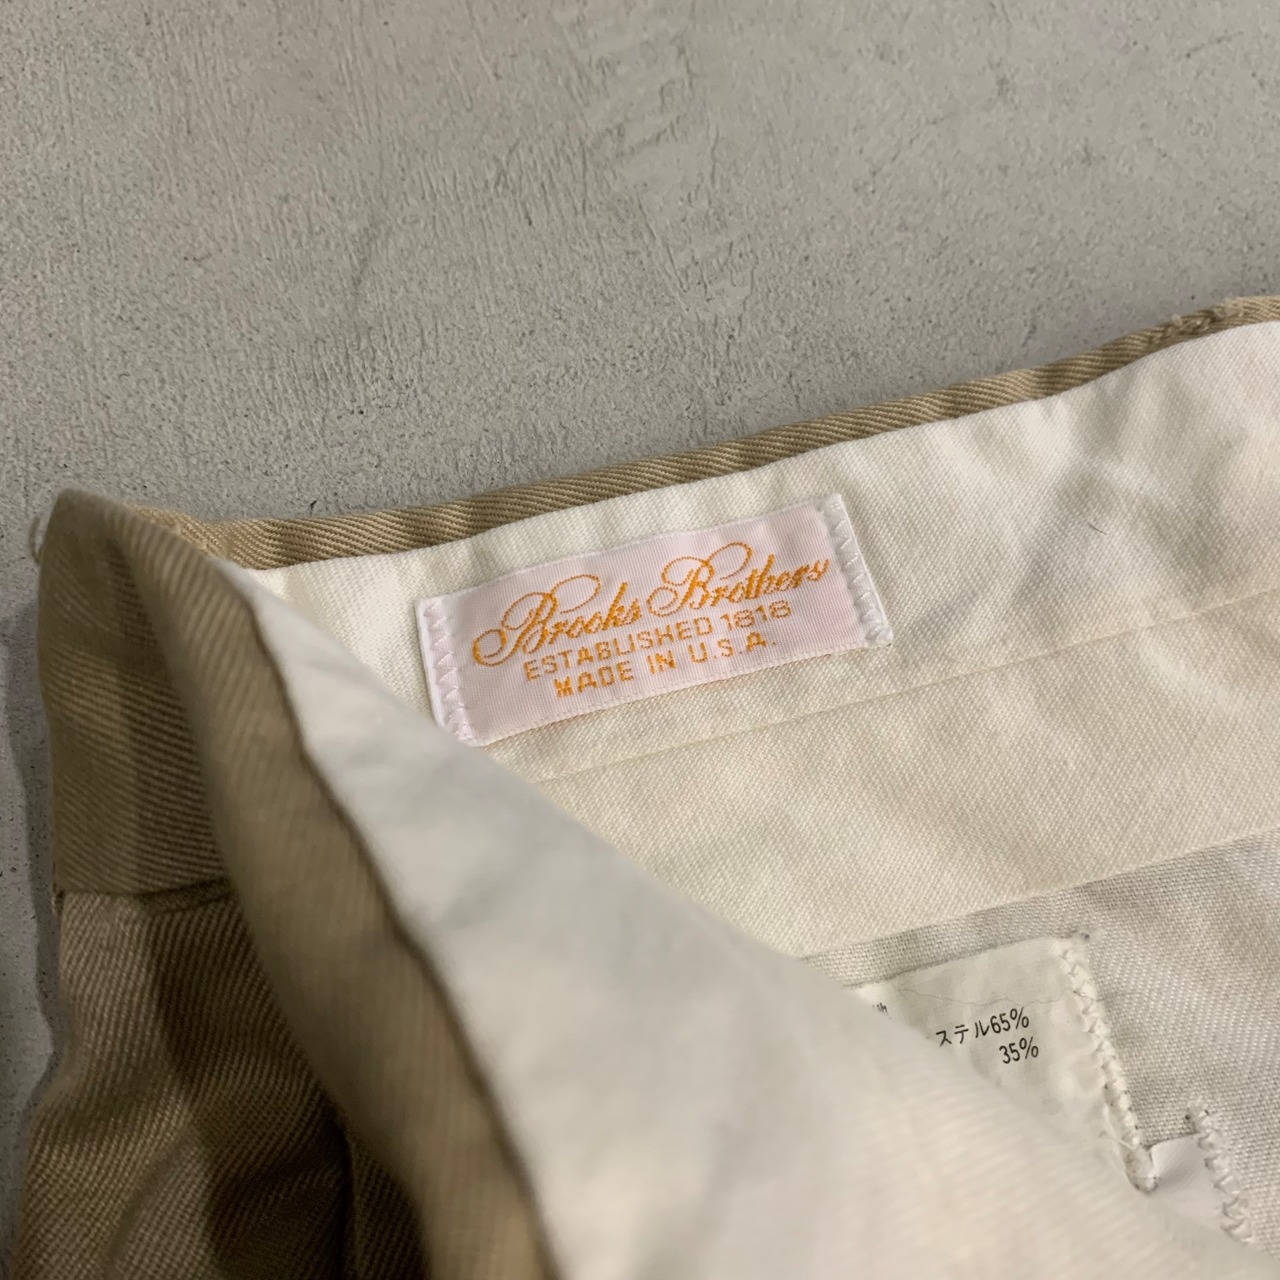 Brooks Brothers
ESTABLISHED 1818
MADE IN U.S.A.
ステル65%
35%